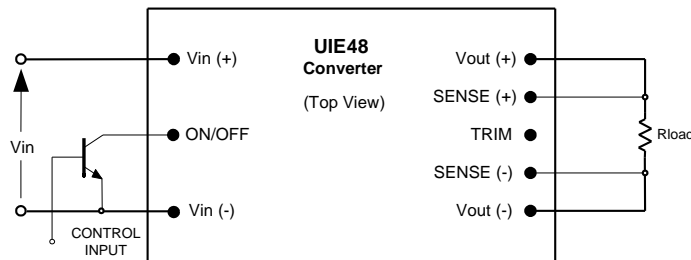 UIE48
Converter
(Top View)
Vin (+)
ON/OFF
Vin (-)
Vout (+)
SENSE (+)
TRIM
SENSE (-)
Vout (-)
Vin
CONTROL
INPUT
Rload